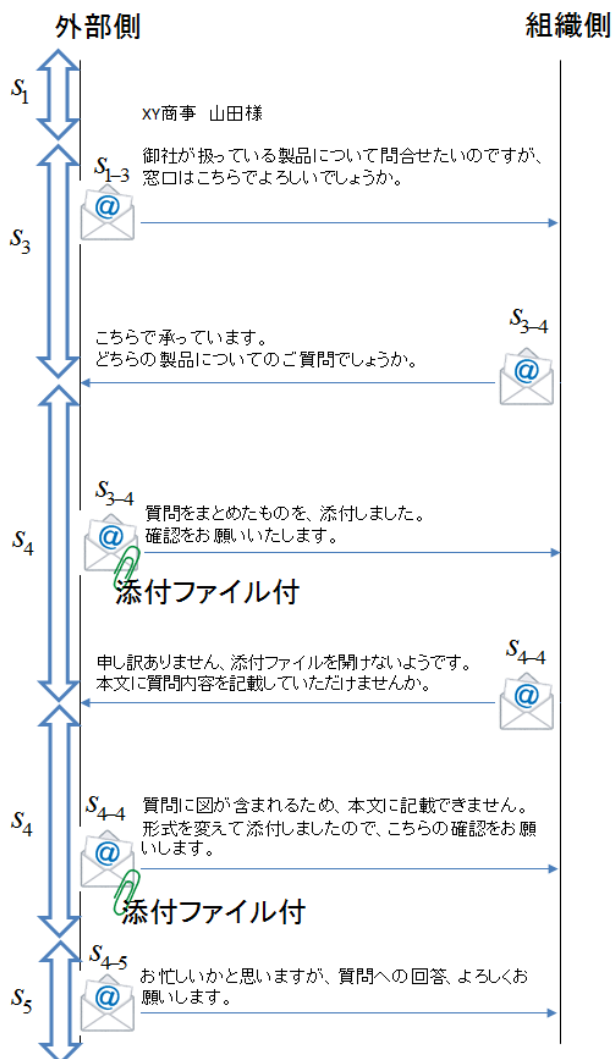 外部側
組織側
S1
XY商事 山田様
御社が扱っている製品について問合せたいのですが、
窓口はこちらでよろしいでしょうか。
S1–3
@
S3
こちらで承っています。
どちらの製品についてのご質問でしょうか。
S3–4
@
S3–4
@
質問をまとめたものを、添付しました。
確認をお願いいたします。
添付ファイル付
S4
申し訳ありません、添付ファイルを開けないようです。
本文に質問内容を記載していただけませんか。
S4–4
@
S4–4
@
質問に図が含まれるため、本文に記載できません。
形式を変えて添付しましたので、こちらの確認をお願
いします。
添付ファイル付
S4
S4–5
@
お忙しいかと思いますが、質問への回答、よろしくお
願いします。
S5